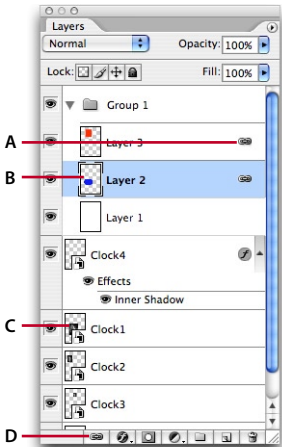 Layers
Normal Opacity: 100%
Lock: Fill: 100%
Group 1
A Layer 3
B Layer 2
Layer 1
Clock4
Effects
Inner Shadow
C Clock1
Clock2
Clock3
D